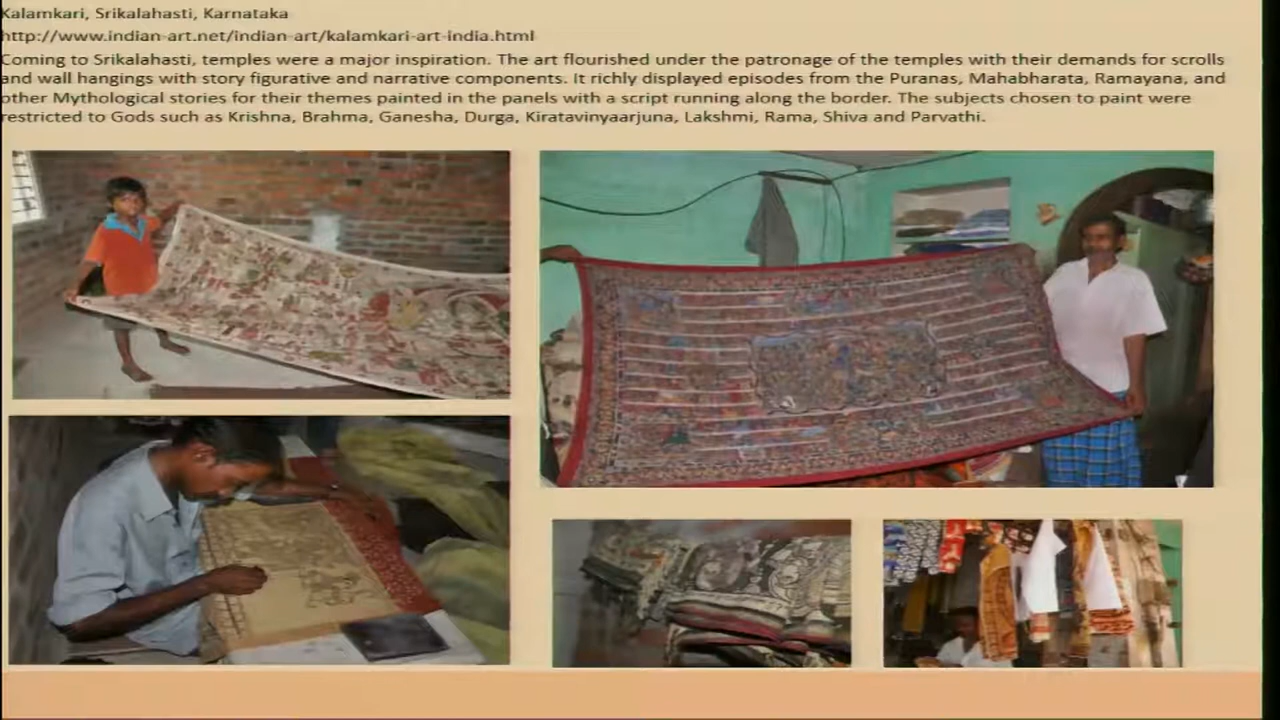 Kalamkari, Srikalahasti, Karnataka
http://www.indian-art.net/indian-art/kalamkari-art-india.html
Coming to Srikalahasti, temples were a major inspiration. The art flourished under the patronage of the temples with their demands for scrolls
and wall hangings with story figurative and narrative components. It richly displayed episodes from the Puranas, Mahabharata, Ramayana, and
other Mythological stories for their themes painted in the panels with a script running along the border. The subjects chosen to paint were
restricted to Gods such as Krishna, Brahma, Ganesha, Durga, Kiratavinyaarjuna, Lakshmi, Rama, Shiva and Parvathi.